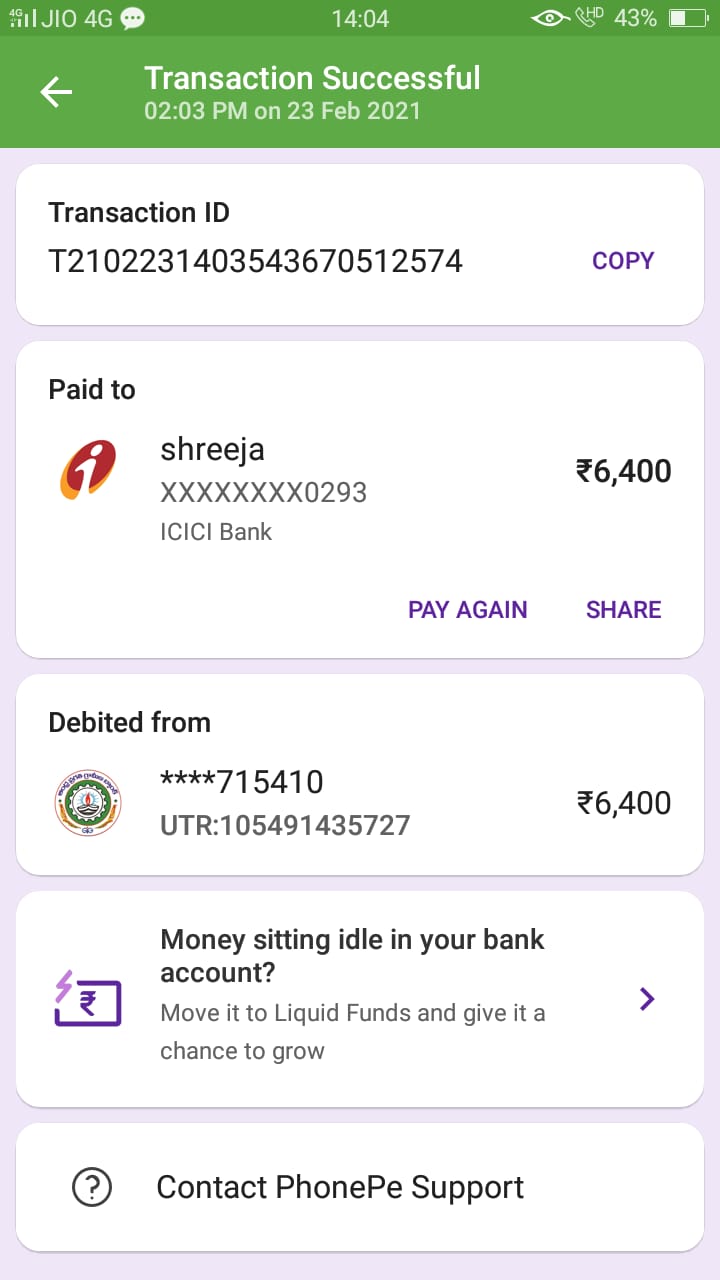 4G JIO 4G 14:04 HD 43%
Transaction Successful
02:03 PM on 23 Feb 2021
Transaction ID
T2102231403543670512574 COPY
Paid to
shreeja
XXXXXXXX0293 ₹6,400
ICICI Bank
PAY AGAIN SHARE
Debited from
****715410
UTR:105491435727 ₹6,400
Money sitting idle in your bank
account?
Move it to Liquid Funds and give it a
chance to grow
Contact PhonePe Support